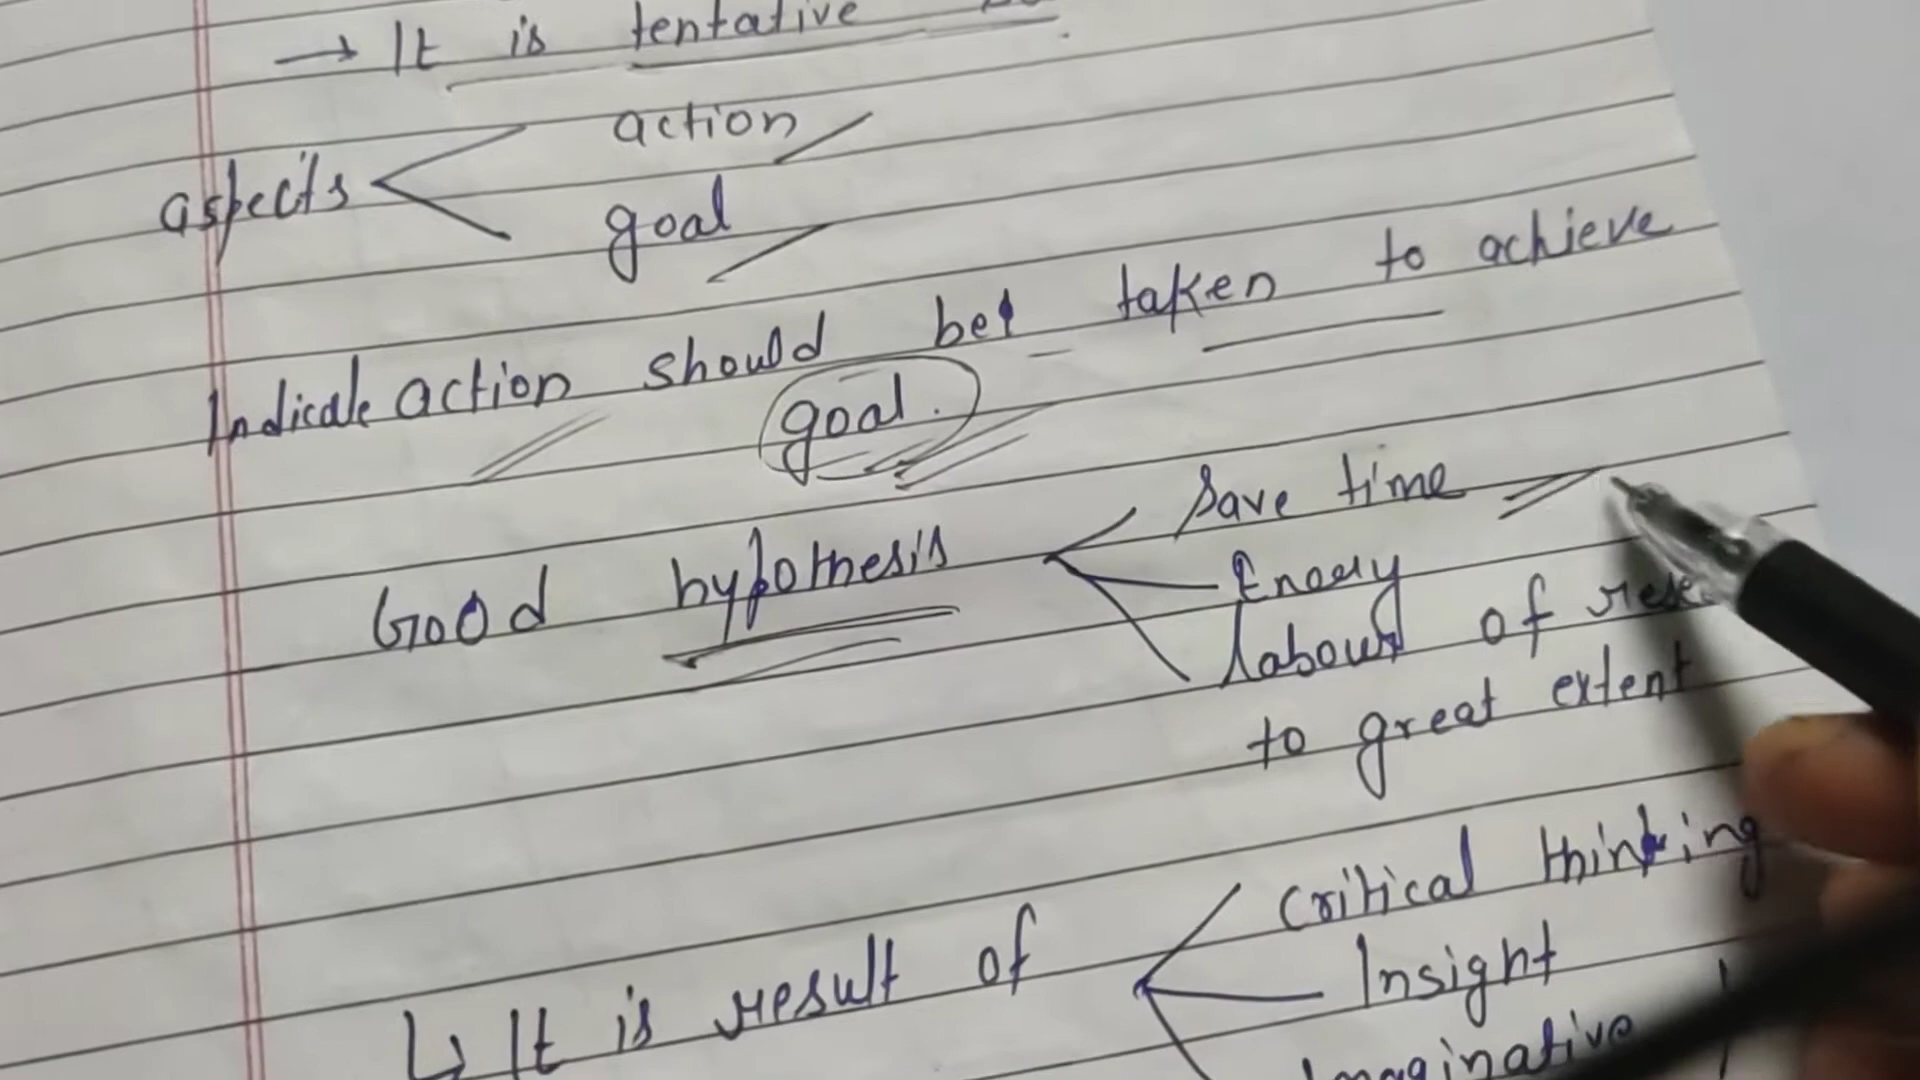 → It is tentative
aspects action
goal
Indicate action should be taken to achieve
goal.
Good hypothesis Save time
Energy
labour of
to great extent
↳ It is result of critical thinking
Insight
Imaginative